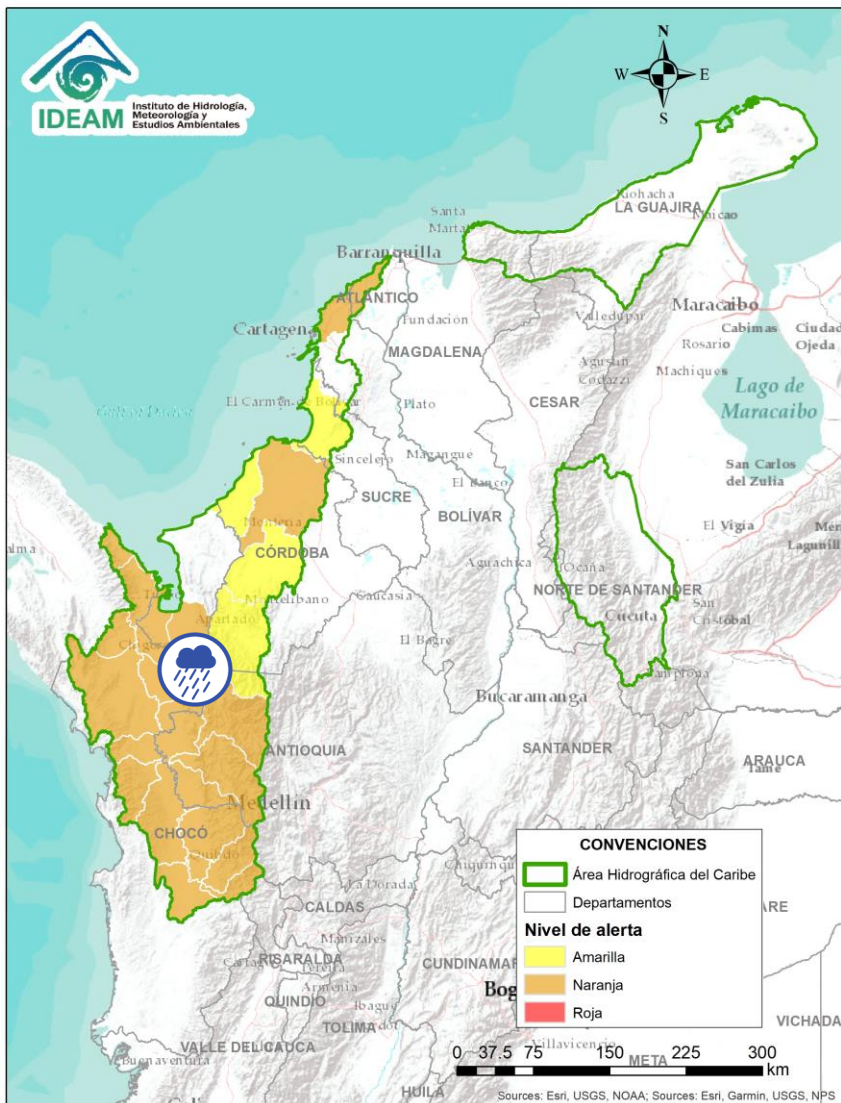 IDEAM
Instituto de Hidrología,
Meteorología y
Estudios Ambientales
N
W
E
S
Riohacha
LA GUAJIRA
Maicao
Santa
Marta
Barranquilla
ATLÁNTICO
Maracaibo
Cartagena
Fundación
Valledupar
Cabimas
Ciudad
Ojeda
Rosario
MAGDALENA
Machiques
Agustín
Codazzi
Lago de
Maracaibo
CESAR
El Carmen de Bolívar
Plato
Sincelejo
Magangué
San Carlos
del Zulia
SUCRE
El Banco
BOLÍVAR
El Vigía
Montería
CÓRDOBA
Aguachica
Ocaña
NORTE DE SANTANDER
Montelíbano
Caucasia
San
Cristóbal
Cucuta
Apartadó
El Bagre
Pamplona
Bucaramanga
ANTIOQUIA
SANTANDER
ARAUCA
Tame
Medellín
CHOCÓ
Quibdó
La Dorada
CALDAS
Manizales
RISARALDA
Pereira
Armenia
QUINDÍO
Ibague
TOLIMA
VALLE DEL CAUCA
Buenaventura
HUILA
Villavicencio
META
VICHADA
CONVENCIONES
Área Hidrográfica del Caribe
Departamentos
Nivel de alerta
Amarilla
Naranja
Roja
0 37.5 75 150 225 300
km
Sources: Esri, USGS, NOAA; Sources: Esri, Garmin, USGS, NPS